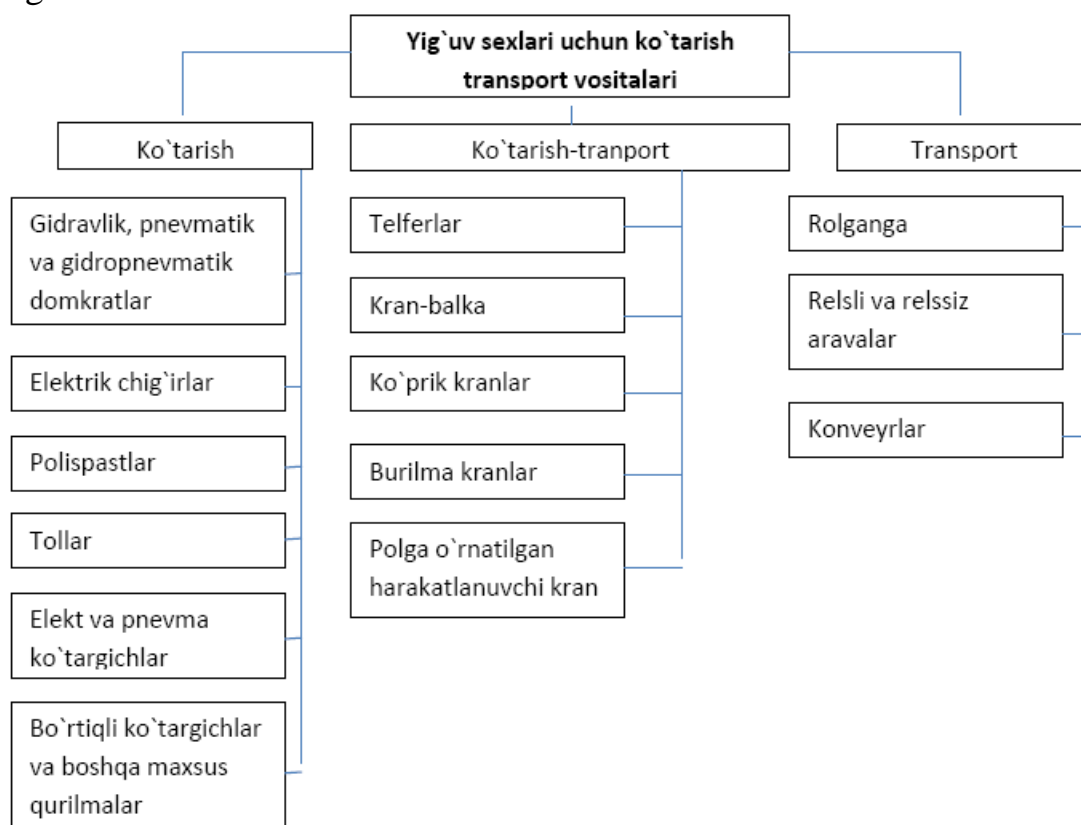 Yig`uv sexlari uchun ko`tarish
transport vositalari
Ko`tarish
Ko`tarish-tranport
Transport
Gidravlik, pnevmatik
va gidropnevmatik
domkratlar
Elektrik chig`irlar
Polispastlar
Tollar
Elekt va pnevma
ko`targichlar
Bo`rtiqli ko`targichlar
va boshqa maxsus
qurilmalar
Telferlar
Kran-balka
Ko`prik kranlar
Burilma kranlar
Polga o`rnatilgan
harakatlanuvchi kran
Rolganga
Relsli va relssiz
aravalar
Konveyrlar